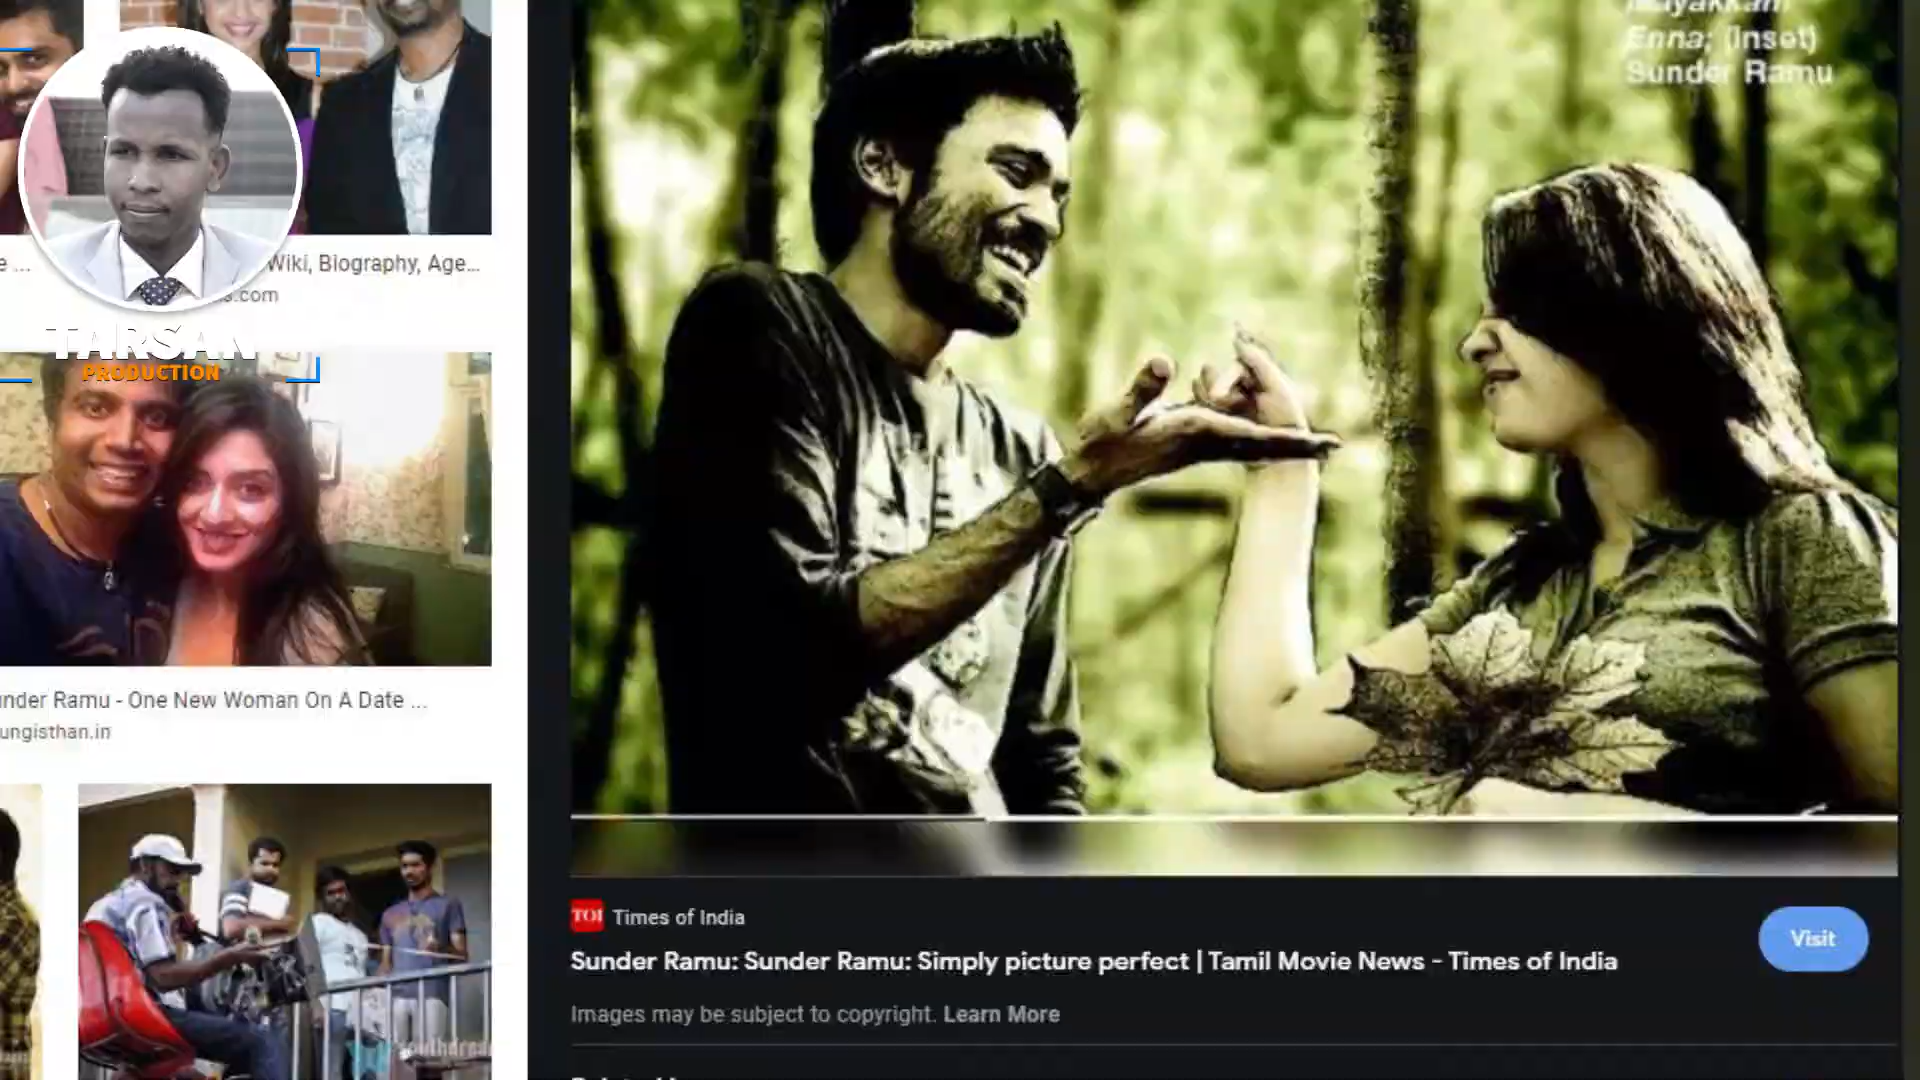 Mayakkam
Enna; (Inset)
Sunder Ramu
e ...
Wiki, Biography, Age...
s.com
TARSAN
PRODUCTION
nder Ramu - One New Woman On A Date ...
ungisthan.in
TOI Times of India
Visit
Sunder Ramu: Sunder Ramu: Simply picture perfect | Tamil Movie News - Times of India
Images may be subject to copyright. Learn More